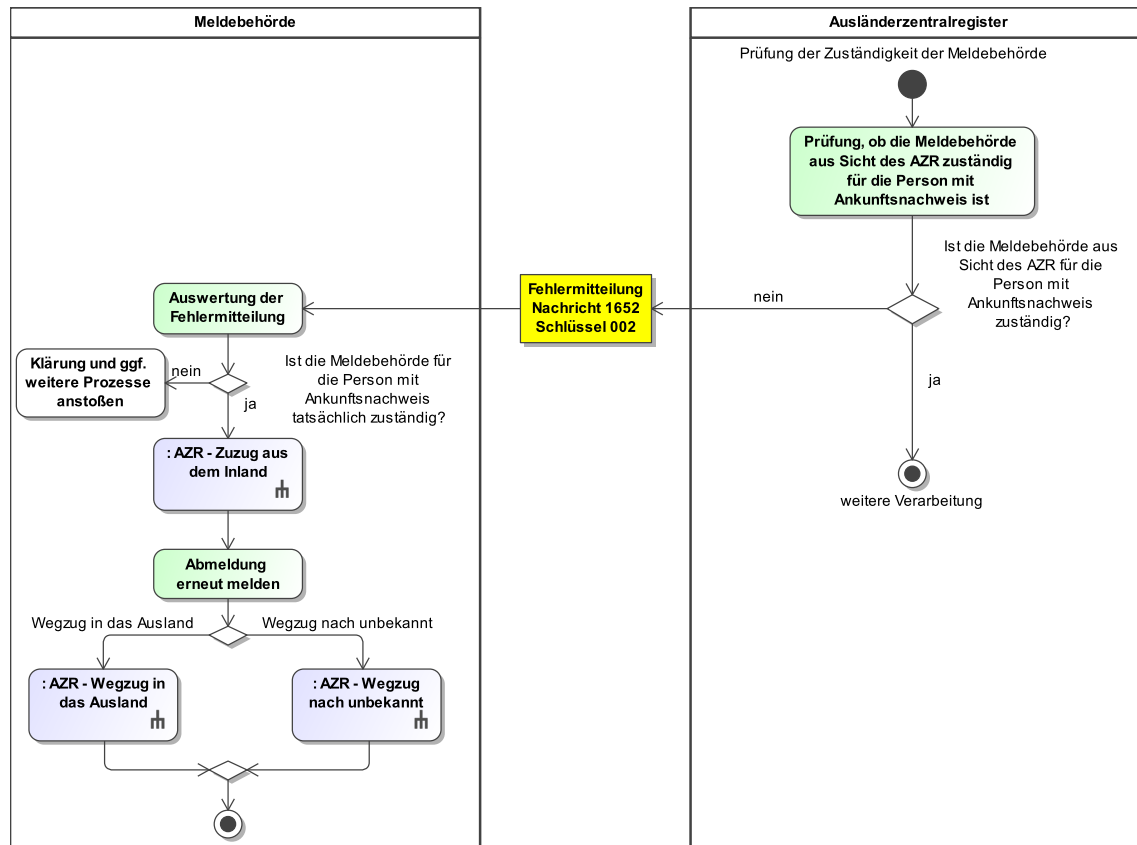 Meldebehörde
Ausländerzentralregister
Prüfung der Zuständigkeit der Meldebehörde
Prüfung, ob die Meldebehörde
aus Sicht des AZR zuständig
für die Person mit
Ankunftsnachweis ist
Ist die Meldebehörde aus
Sicht des AZR für die
Person mit
Ankunftsnachweis
zuständig?
nein
ja
weitere Verarbeitung
Fehlermitteilung
Nachricht 1652
Schlüssel 002
Auswertung der
Fehlermitteilung
Ist die Meldebehörde für
die Person mit
Ankunftsnachweis
tatsächlich zuständig?
nein
Klärung und ggf.
weitere Prozesse
anstoßen
ja
: AZR - Zuzug aus
dem Inland
Abmeldung
erneut melden
Wegzug in das Ausland
Wegzug nach unbekannt
: AZR - Wegzug in
das Ausland
: AZR - Wegzug
nach unbekannt